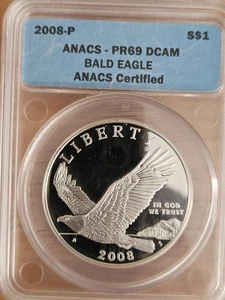 2008-P S$1
ANACS - PR69 DCAM
BALD EAGLE
ANACS Certified
LIBERTY
IN GOD
WE TRUST
2008